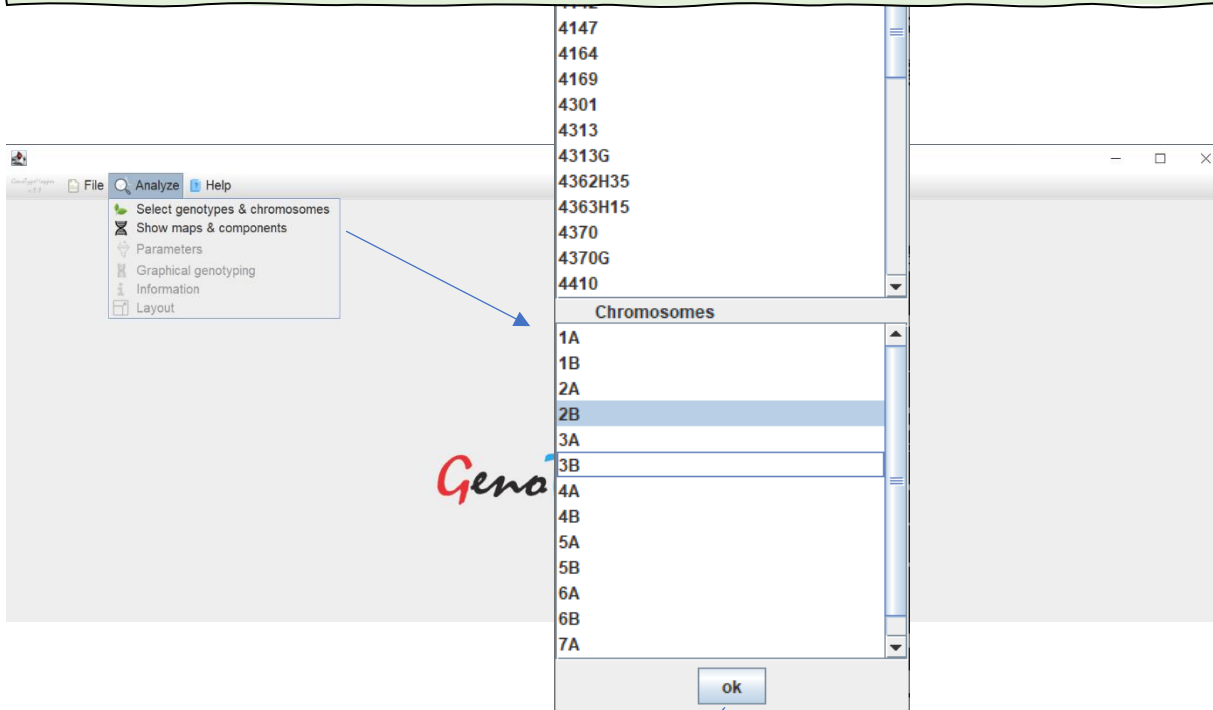 4147
4164
4169
4301
4313
4313G
4362H35
4363H15
4370
4370G
4410
File Analyze Help
Select genotypes & chromosomes
Show maps & components
Parameters
Graphical genotyping
Information
Layout
Chromosomes
1A
1B
2A
2B
3A
3B
4A
4B
5A
5B
6A
6B
7A
Geno
ok